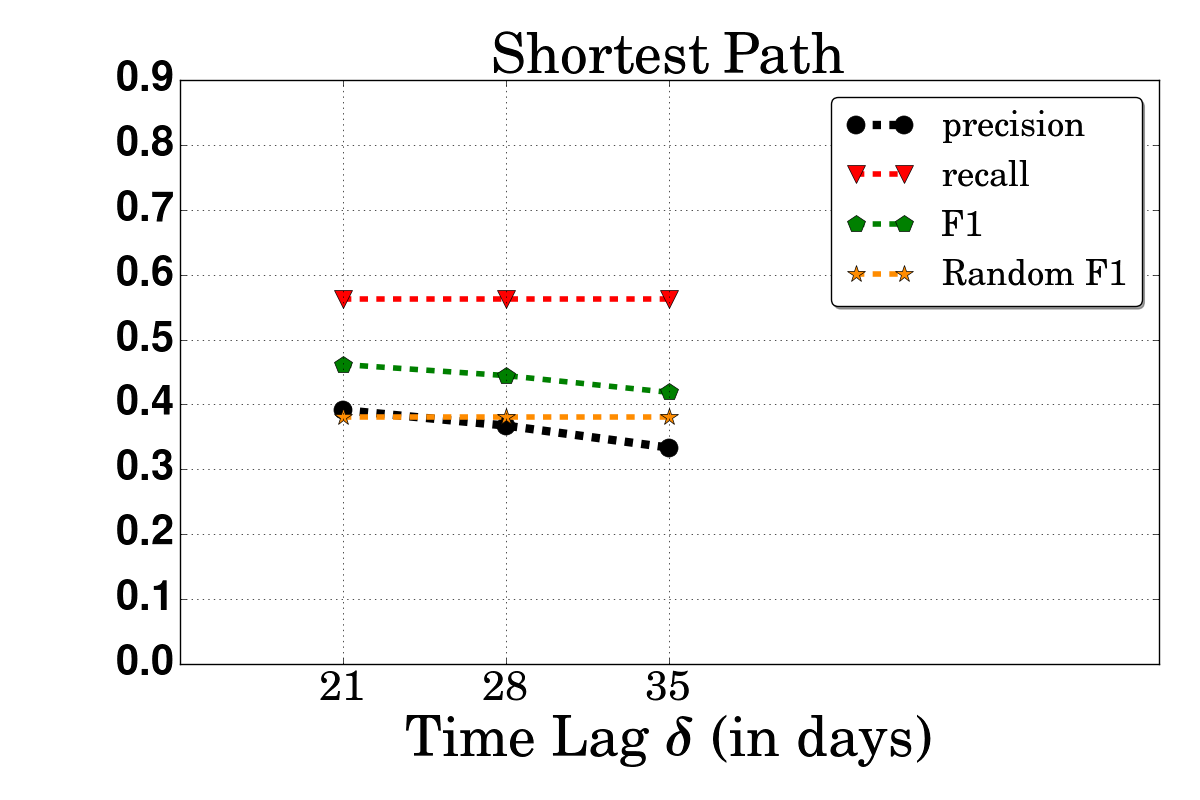 Shortest Path
0.9
0.8
0.7
0.6
0.5
0.4
0.3
0.2
0.1
0.0
precision
recall
F1
Random F1
21 28 35
Time Lag δ (in days)